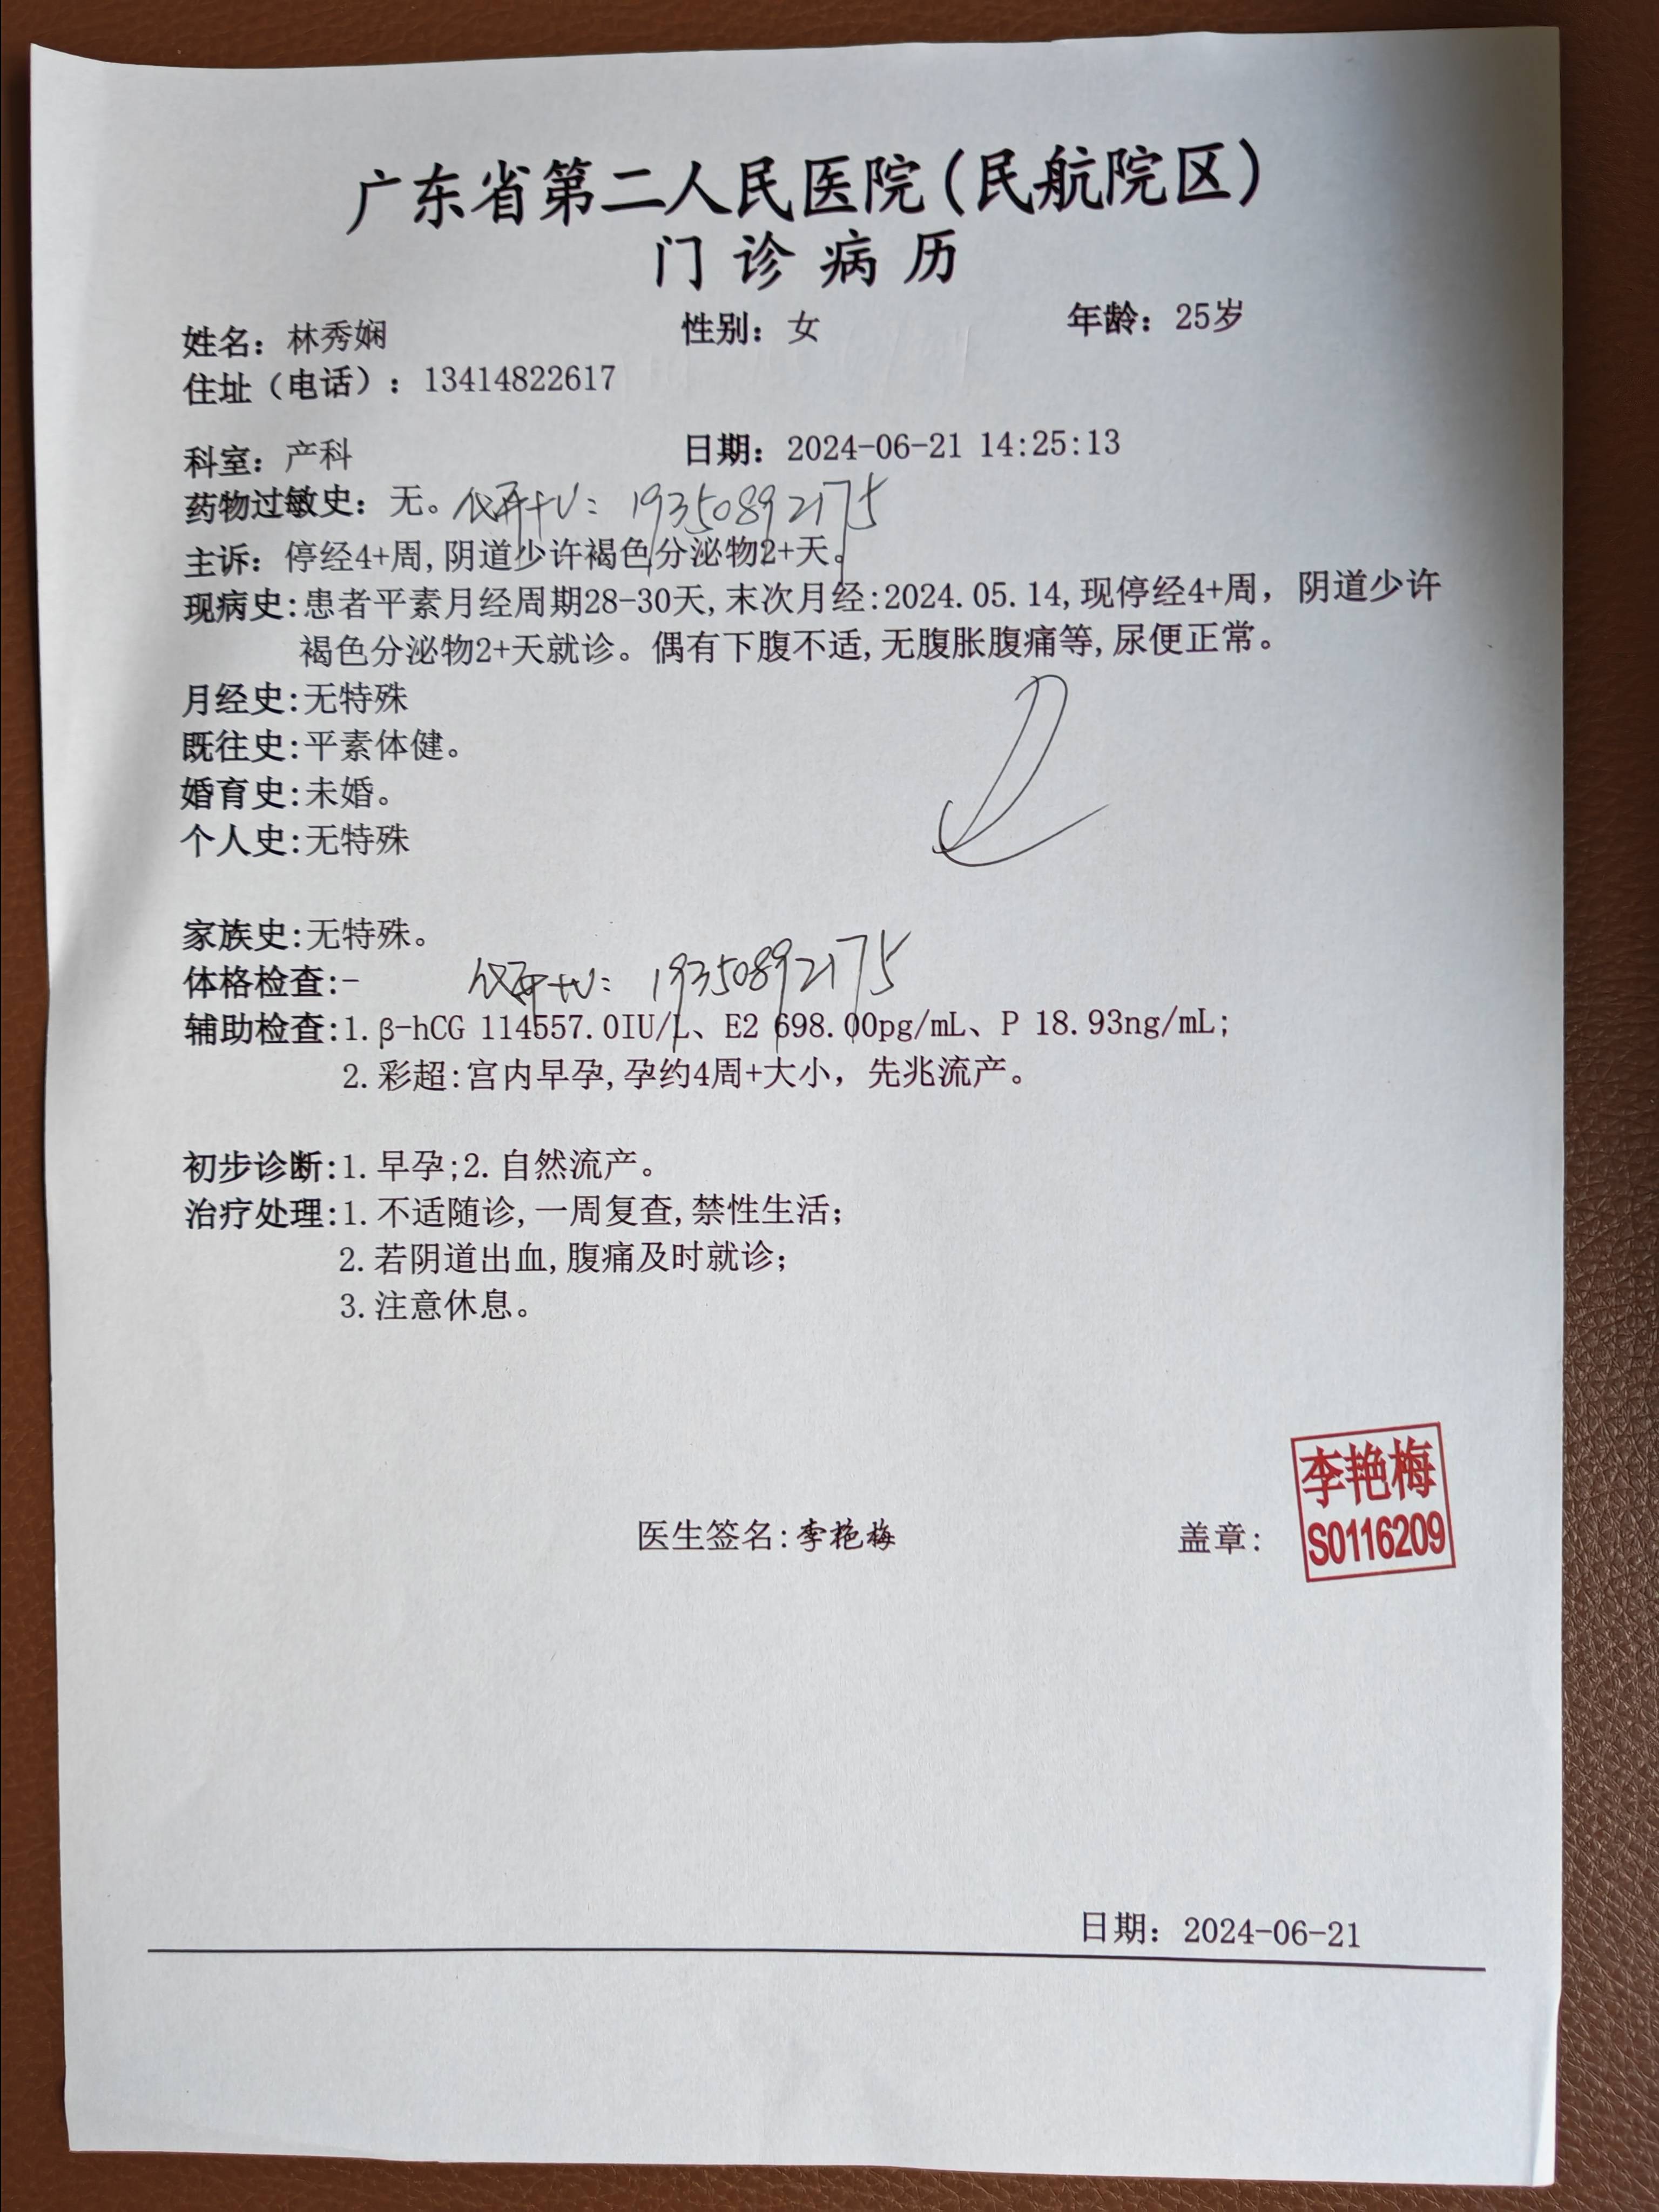 广东省第二人民医院(民航院区)
门诊病历
姓名：林秀娴 性别：女 年龄：25岁
住址（电话）：13414822617
科室：产科 日期：2024-06-21 14:25:13
药物过敏史：无。代开+V：19350892175
主诉：停经4+周,阴道少许褐色分泌物2+天。
现病史:患者平素月经周期28-30天,末次月经:2024.05.14,现停经4+周，阴道少许
褐色分泌物2+天就诊。偶有下腹不适,无腹胀腹痛等,尿便正常。
月经史:无特殊
既往史:平素体健。
婚育史:未婚。
个人史:无特殊
家族史:无特殊。
体格检查:- 代开+V：19350892175
辅助检查:1.β-hCG 114557.0IU/L、E2 698.00pg/mL、P 18.93ng/mL;
2.彩超:宫内早孕,孕约4周+大小，先兆流产。
初步诊断:1.早孕;2.自然流产。
治疗处理:1.不适随诊,一周复查,禁性生活;
2.若阴道出血,腹痛及时就诊;
3.注意休息。
李艳梅
医生签名:李艳梅 盖章:
S0116209
日期：2024-06-21